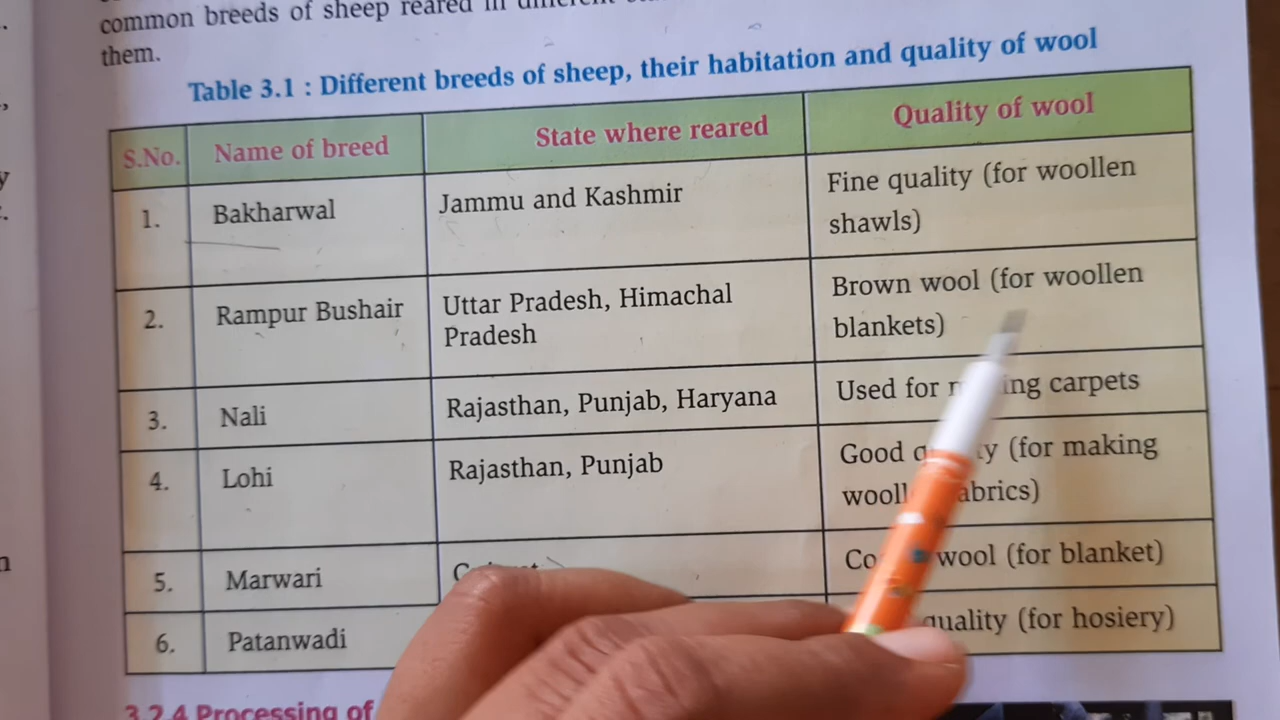 common breeds of sheep reared in different
them.
Table 3.1 : Different breeds of sheep, their habitation and quality of wool
S.No. Name of breed State where reared Quality of wool
1. Bakharwal Jammu and Kashmir Fine quality (for woollen
shawls)
2. Rampur Bushair Uttar Pradesh, Himachal
Pradesh
Brown wool (for woollen
blankets)
3. Nali Rajasthan, Punjab, Haryana Used for carpets
4. Lohi Rajasthan, Punjab Good (for making
5. Marwari wool (for blanket)
6. Patanwadi quality (for hosiery)
3.2.4 Processing of